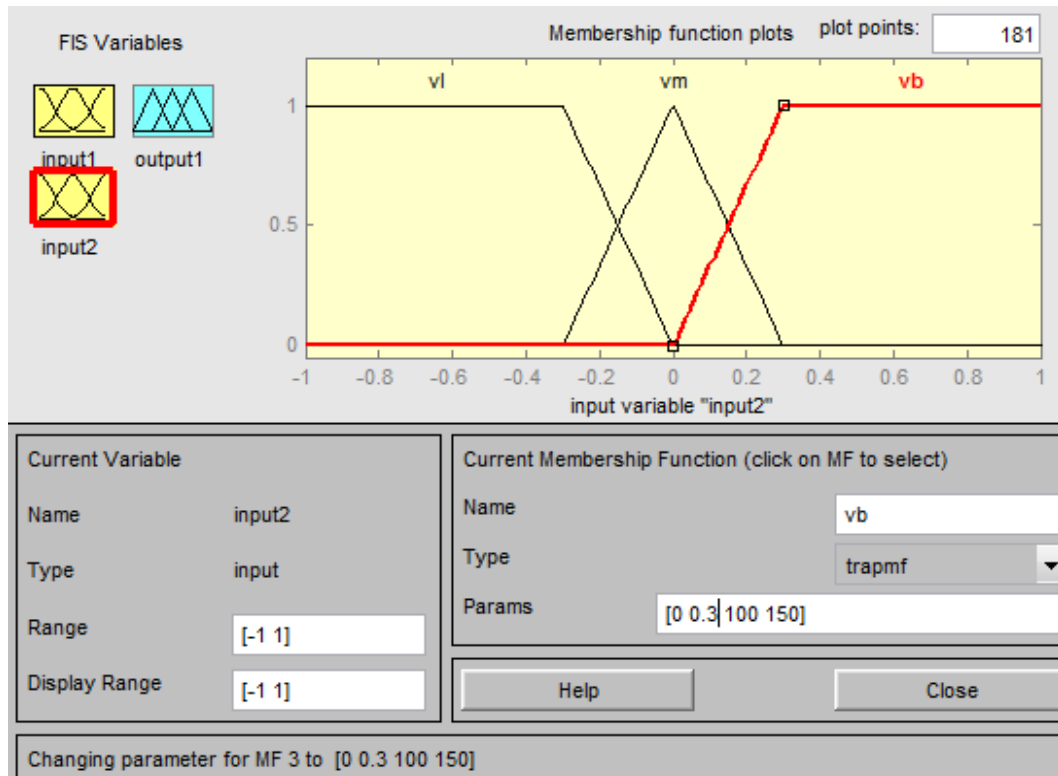 FIS Variables
Membership function plots plot points: 181
vl vm vb
1
input1 output1
0.5
input2
0
-1 -0.8 -0.6 -0.4 -0.2 0 0.2 0.4 0.6 0.8 1
input variable "input2"
Current Variable
Name input2
Type input
Range [-1 1]
Display Range [-1 1]
Current Membership Function (click on MF to select)
Name vb
Type trapmf
Params [0 0.3 100 150]
Help Close
Changing parameter for MF 3 to [0 0.3 100 150]